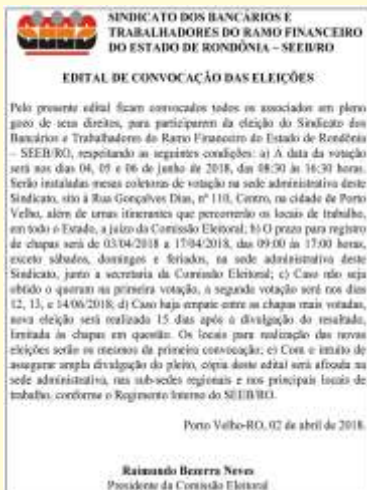 SINDICATO DOS BANCÁRIOS E
TRABALHADORES DO RAMO FINANCEIRO
DO ESTADO DE RONDÔNIA – SEEB/RO
EDITAL DE CONVOCAÇÃO DAS ELEIÇÕES
Pelo presente edital ficam convocados todos os associados em pleno
gozo de seus direitos, para participarem da eleição do Sindicato dos
Bancários e Trabalhadores do Ramo Financeiro do Estado de Rondônia
– SEEB/RO, respeitando as seguintes condições: a) A data da votação
será nos dias 04, 05 e 06 de junho de 2018, das 08:30 às 16:30 horas.
Serão instaladas mesas coletoras de votação na sede administrativa deste
Sindicato, sito à Rua Gonçalves Dias, nº 110, Centro, na cidade de Porto
Velho, além de urnas itinerantes que percorrerão os locais de trabalho,
em todo o Estado, a juízo da Comissão Eleitoral; b) O prazo para registro
de chapas será de 03/04/2018 a 17/04/2018, das 09:00 às 17:00 horas,
exceto sábados, domingos e feriados, na sede administrativa deste
Sindicato, junto a secretaria da Comissão Eleitoral; c) Caso não seja
obtido o quorum na primeira votação, a segunda votação será nos dias
12, 13, e 14/06/2018; d) Caso haja empate entre as chapas mais votadas,
nova eleição será realizada 15 dias após a divulgação do resultado,
limitada às chapas em questão. Os locais para realização das novas
eleições serão os mesmos da primeira convocação; e) Com o intuito de
assegurar ampla divulgação do pleito, cópia deste edital será afixada na
sede administrativa, nas sub-sedes regionais e nos principais locais de
trabalho, conforme o Regimento Interno do SEEB/RO.
Porto Velho-RO, 02 de abril de 2018.
Raimundo Bezerra Neves
Presidente da Comissão Eleitoral